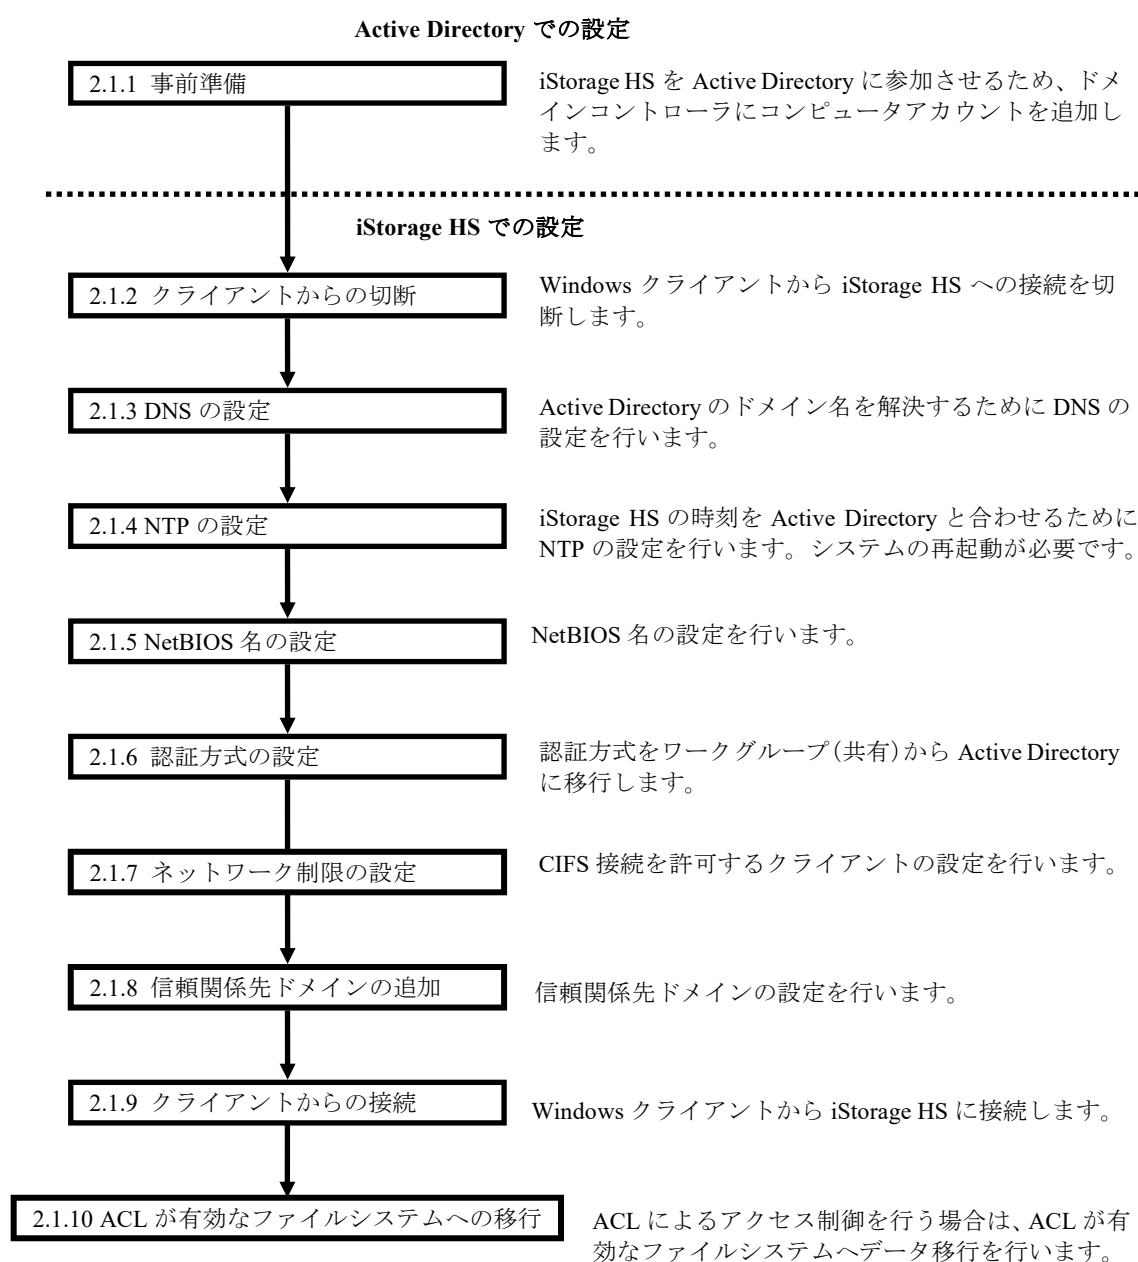 Active Directory での設定
2.1.1 事前準備
iStorage HS を Active Directory に参加させるため、ドメ
インコントローラにコンピュータアカウントを追加し
ます。
iStorage HS での設定
2.1.2 クライアントからの切断
Windows クライアントから iStorage HS への接続を切
断します。
2.1.3 DNS の設定
Active Directory のドメイン名を解決するために DNS の
設定を行います。
2.1.4 NTP の設定
iStorage HS の時刻を Active Directory と合わせるために
NTP の設定を行います。システムの再起動が必要です。
2.1.5 NetBIOS 名の設定
NetBIOS 名の設定を行います。
2.1.6 認証方式の設定
認証方式をワークグループ(共有)から Active Directory
に移行します。
2.1.7 ネットワーク制限の設定
CIFS 接続を許可するクライアントの設定を行います。
2.1.8 信頼関係先ドメインの追加
信頼関係先ドメインの設定を行います。
2.1.9 クライアントからの接続
Windows クライアントから iStorage HS に接続します。
2.1.10 ACL が有効なファイルシステムへの移行
ACL によるアクセス制御を行う場合は、ACL が有
効なファイルシステムへデータ移行を行います。